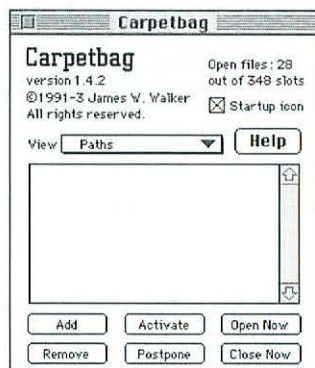 Carpetbag
Carpetbag
version 1.4.2
©1991-3 James W. Walker
All rights reserved.
Open files: 28
out of 348 slots
Startup icon
View Paths
Help
Add Activate Open Now
Remove Postpone Close Now